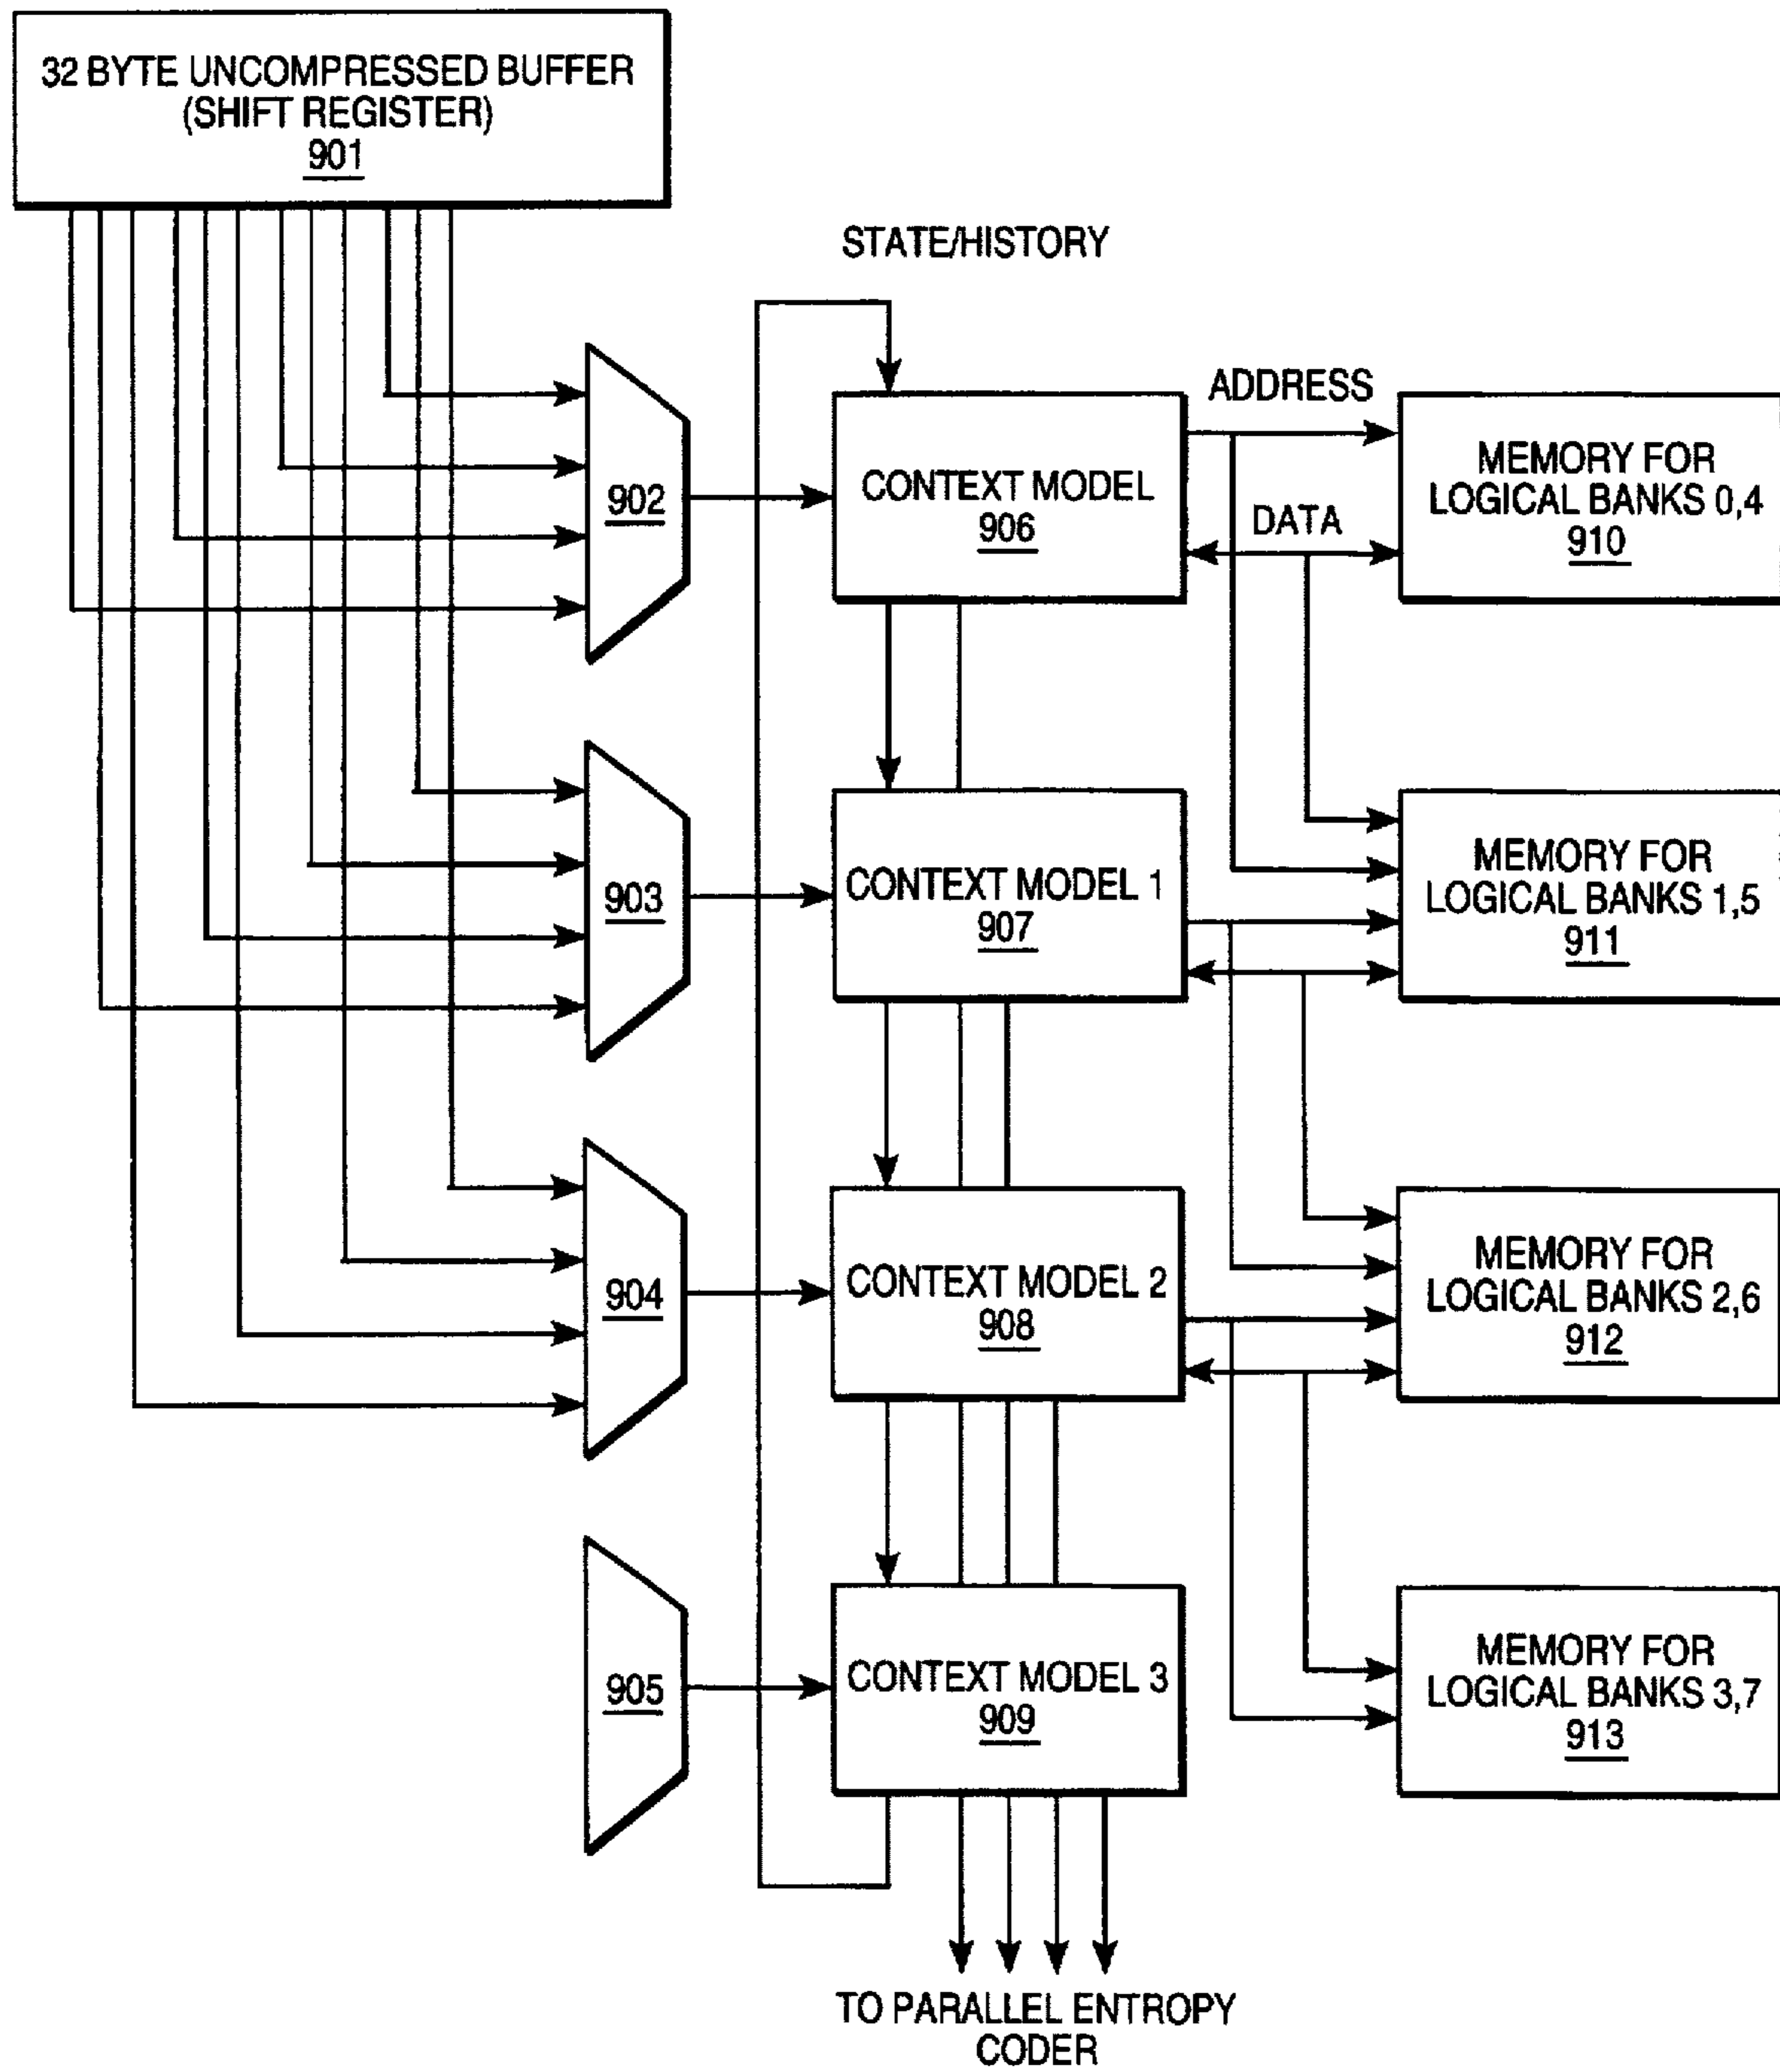 32 BYTE UNCOMPRESSED BUFFER
(SHIFT REGISTER)
901
STATE/HISTORY
902
CONTEXT MODEL
906
ADDRESS
DATA
MEMORY FOR
LOGICAL BANKS 0,4
910
903
CONTEXT MODEL 1
907
MEMORY FOR
LOGICAL BANKS 1,5
911
904
CONTEXT MODEL 2
908
MEMORY FOR
LOGICAL BANKS 2,6
912
905
CONTEXT MODEL 3
909
MEMORY FOR
LOGICAL BANKS 3,7
913
TO PARALLEL ENTROPY
CODER